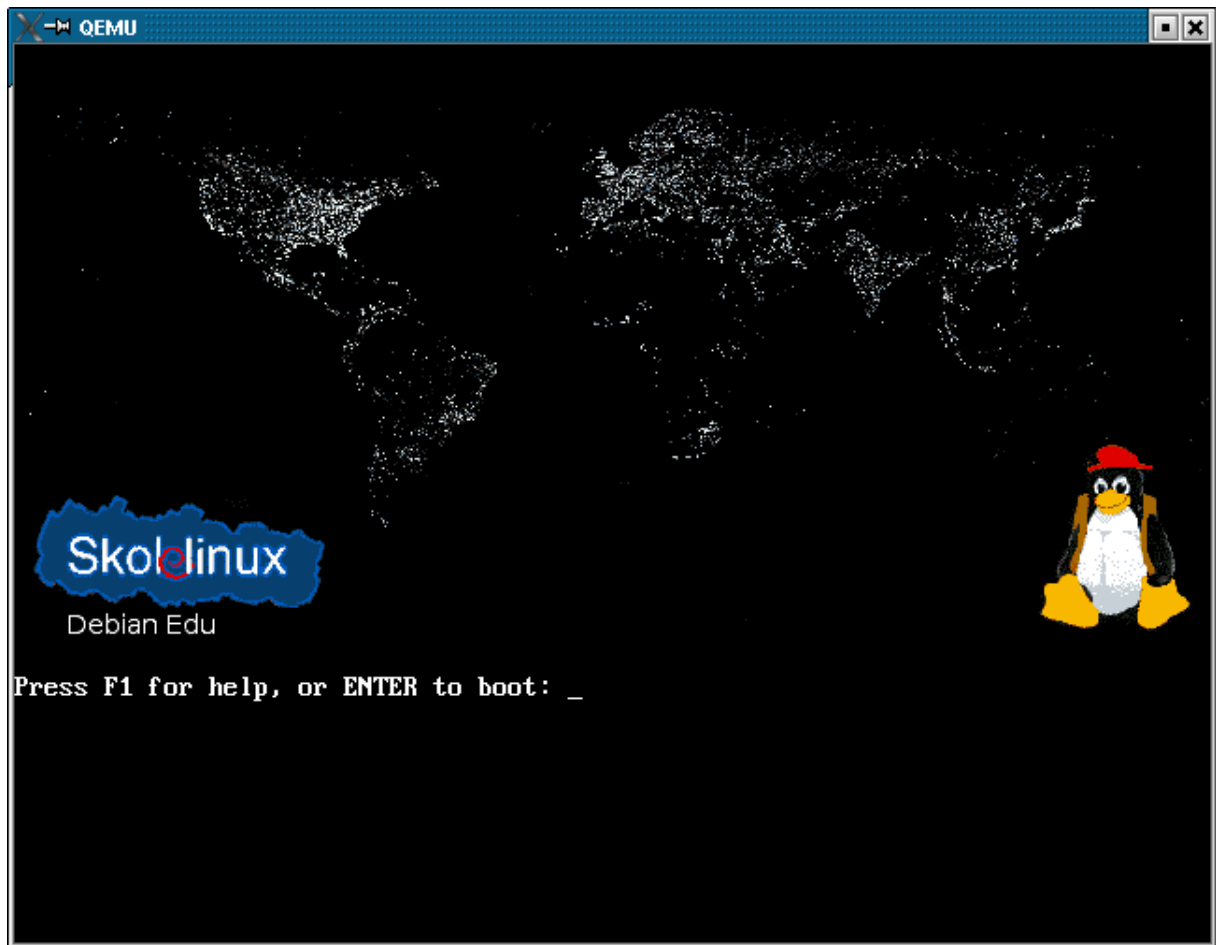 QEMU
Skolelinux
Debian Edu
Press F1 for help, or ENTER to boot: _